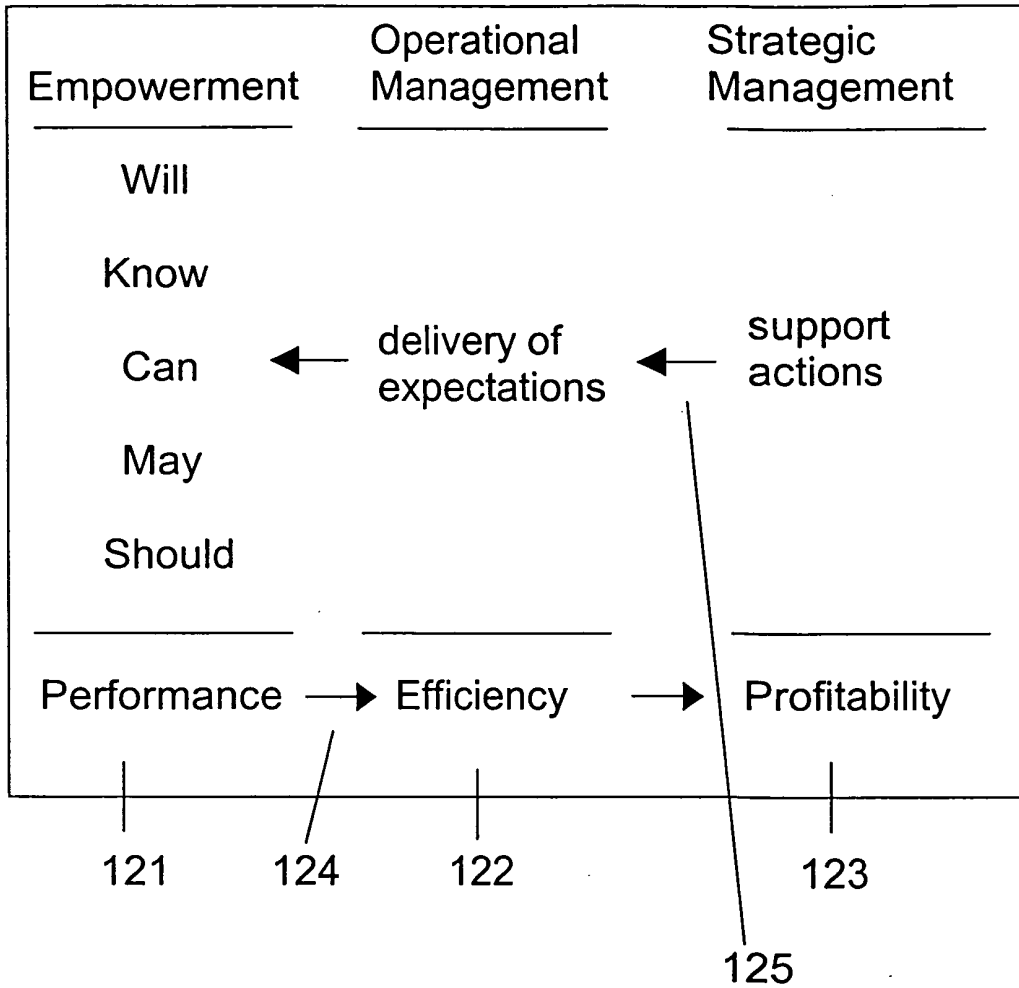 Empowerment
Operational
Management
Strategic
Management
Will
Know
Can
May
Should
delivery of
expectations
support
actions
Performance
Efficiency
Profitability
121
124
122
123
125